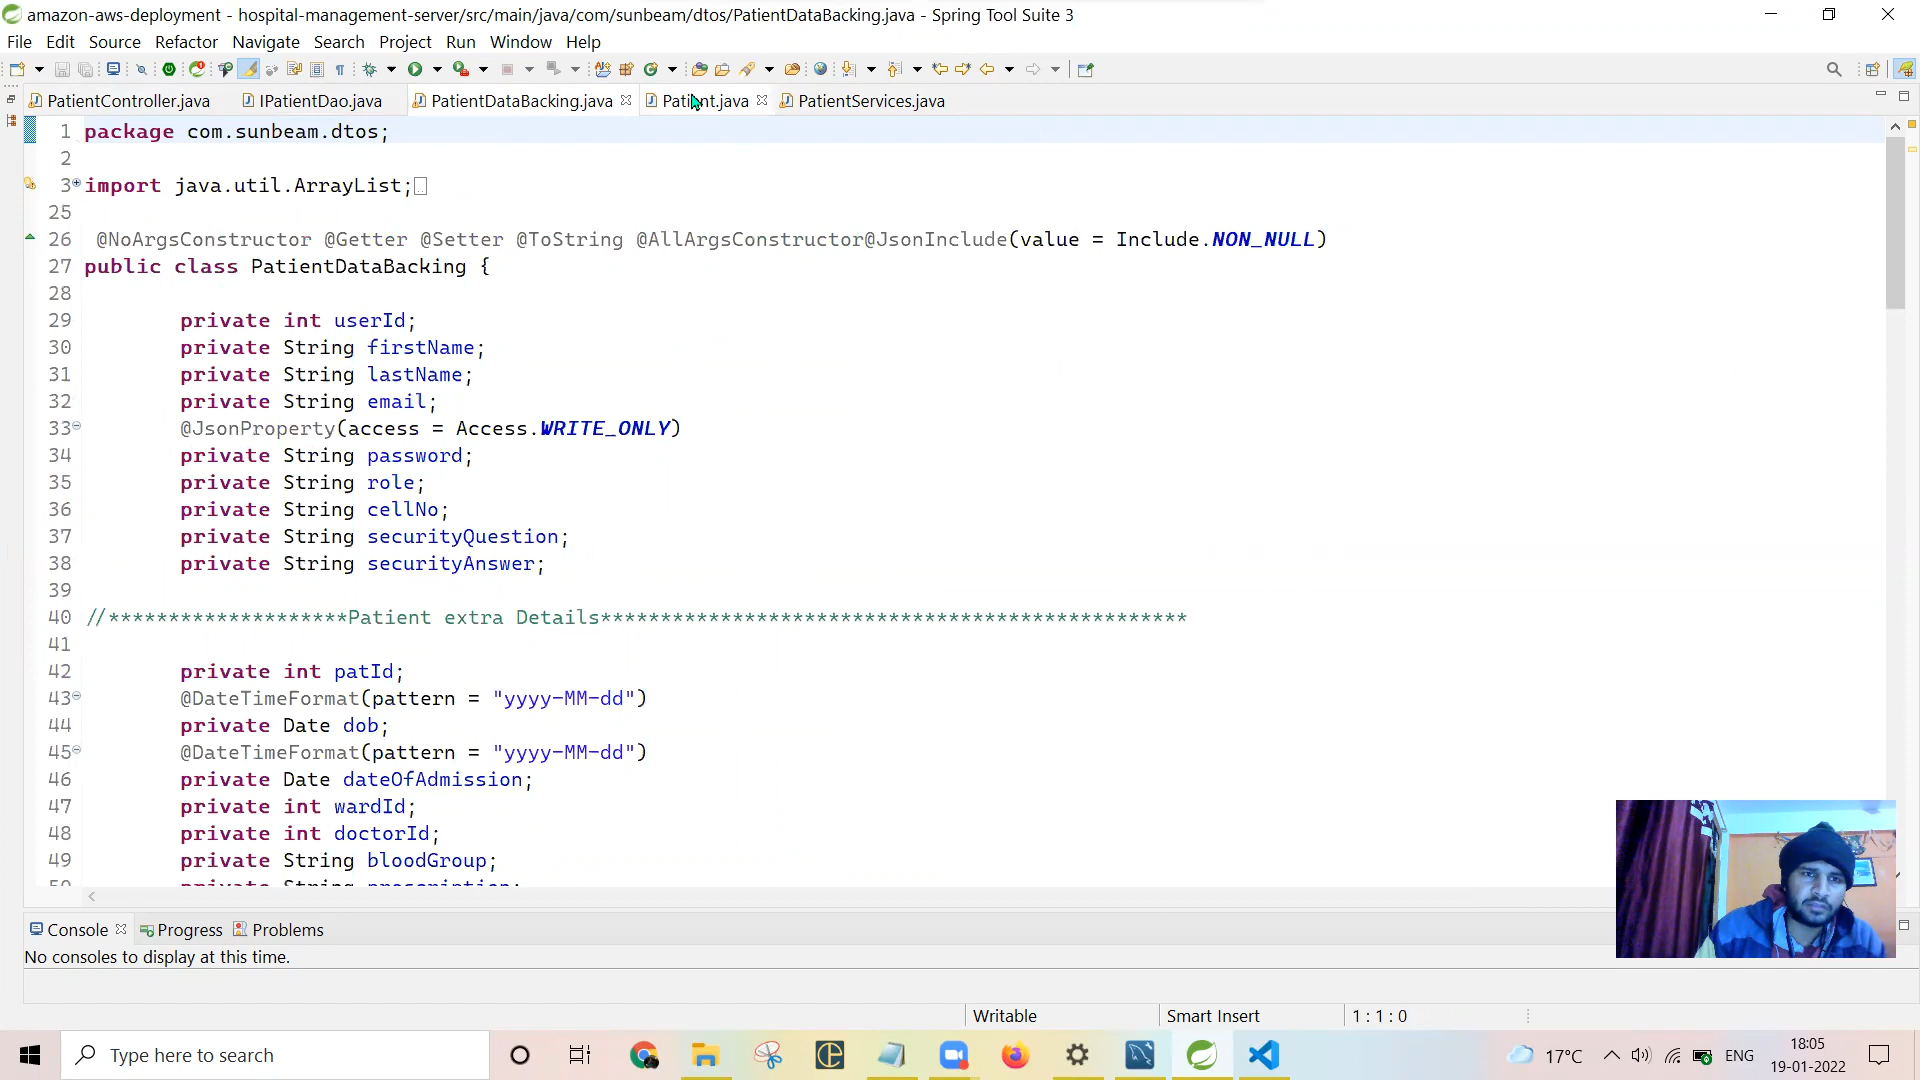 amazon-aws-deployment - hospital-management-server/src/main/java/com/sunbeam/dtos/PatientDataBacking.java - Spring Tool Suite 3
File Edit Source Refactor Navigate Search Project Run Window Help
PatientController.java IPatientDao.java PatientDataBacking.java Patient.java PatientServices.java
1 package com.sunbeam.dtos;
2
3 import java.util.ArrayList;
25
26 @NoArgsConstructor @Getter @Setter @ToString @AllArgsConstructor@JsonInclude(value = Include.NON_NULL)
27 public class PatientDataBacking {
28
29 private int userId;
30 private String firstName;
31 private String lastName;
32 private String email;
33 @JsonProperty(access = Access.WRITE_ONLY)
34 private String password;
35 private String role;
36 private String cellNo;
37 private String securityQuestion;
38 private String securityAnswer;
39
40 //********************Patient extra Details*************************************************
41
42 private int patId;
43 @DateTimeFormat(pattern = "yyyy-MM-dd")
44 private Date dob;
45 @DateTimeFormat(pattern = "yyyy-MM-dd")
46 private Date dateOfAdmission;
47 private int wardId;
48 private int doctorId;
49 private String bloodGroup;
50 private String prescription;
Console Progress Problems
No consoles to display at this time.
Writable Smart Insert 1 : 1 : 0
Type here to search 17°C ENG 18:05
19-01-2022